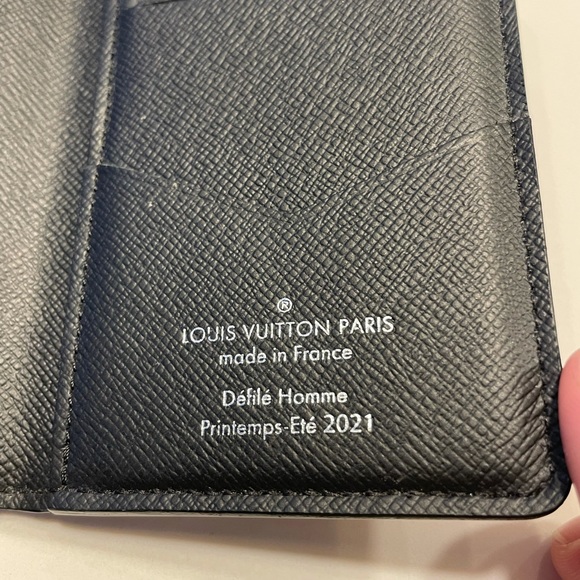 ®
LOUIS VUITTON PARIS
made in France
Défilé Homme
Printemps-Eté 2021